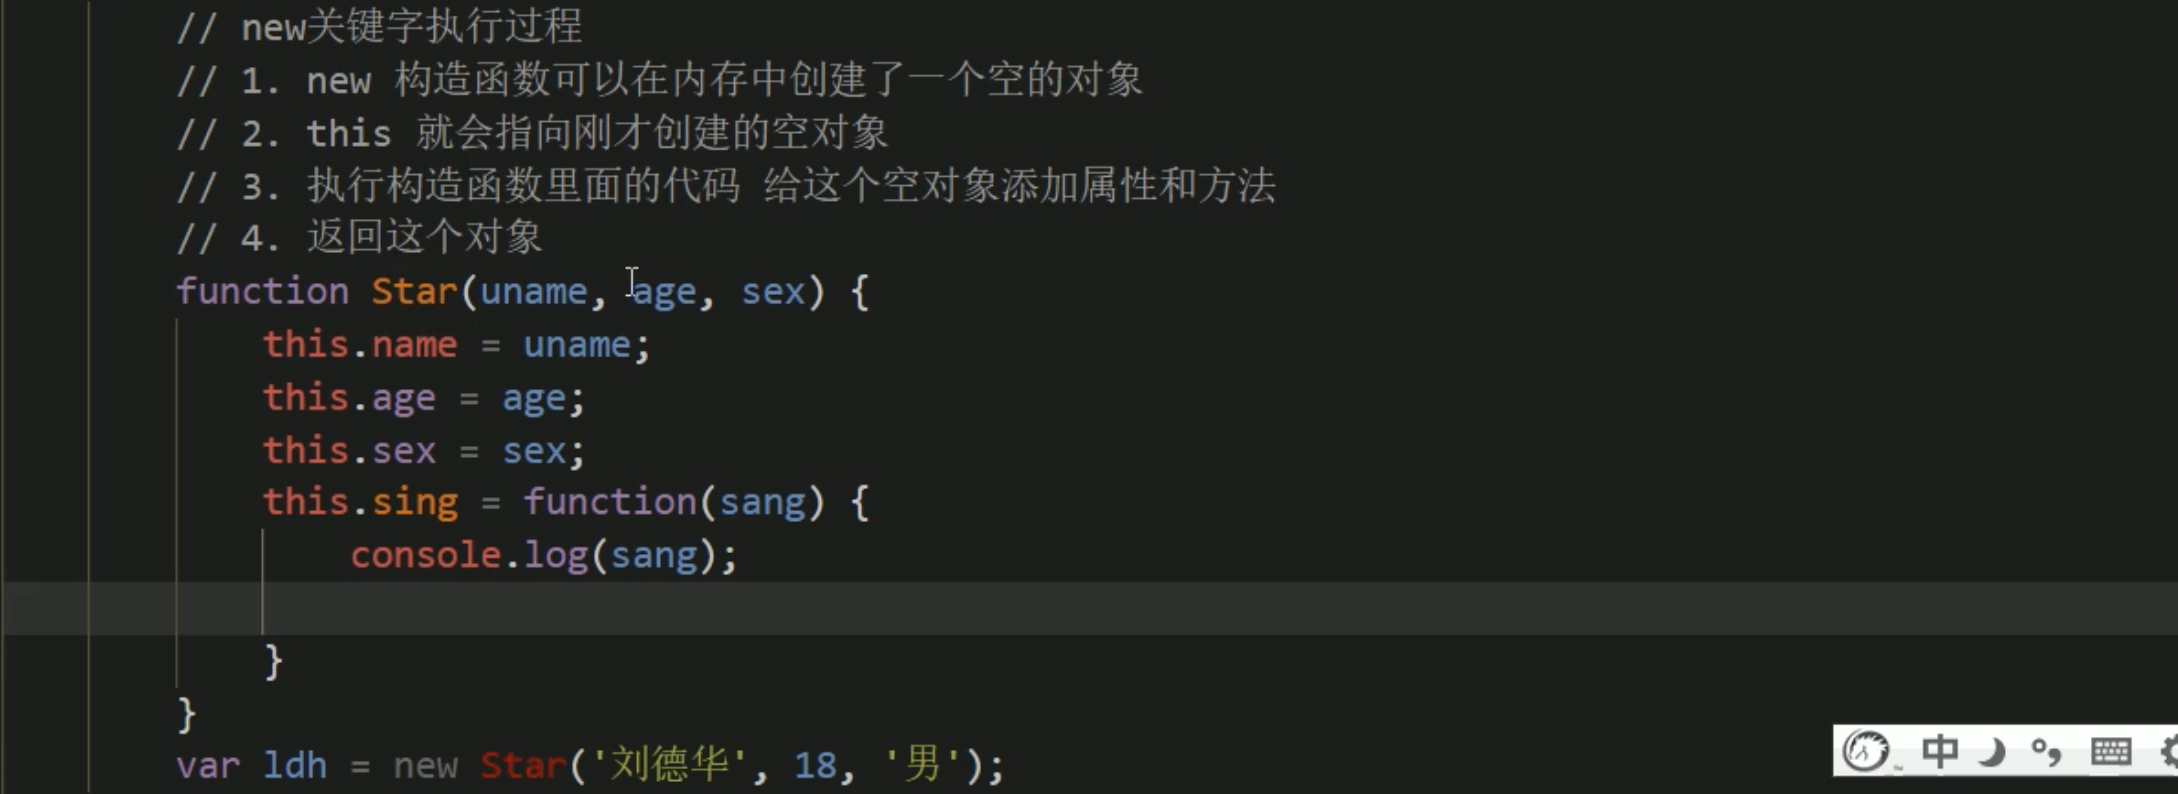 // new关键字执行过程
// 1. new 构造函数可以在内存中创建了一个空的对象
// 2. this 就会指向刚才创建的空对象
// 3. 执行构造函数里面的代码 给这个空对象添加属性和方法
// 4. 返回这个对象
function Star(uname, age, sex) {
this.name = uname;
this.age = age;
this.sex = sex;
this.sing = function(sang) {
console.log(sang);
}
}
var ldh = new Star('刘德华', 18, '男');
中